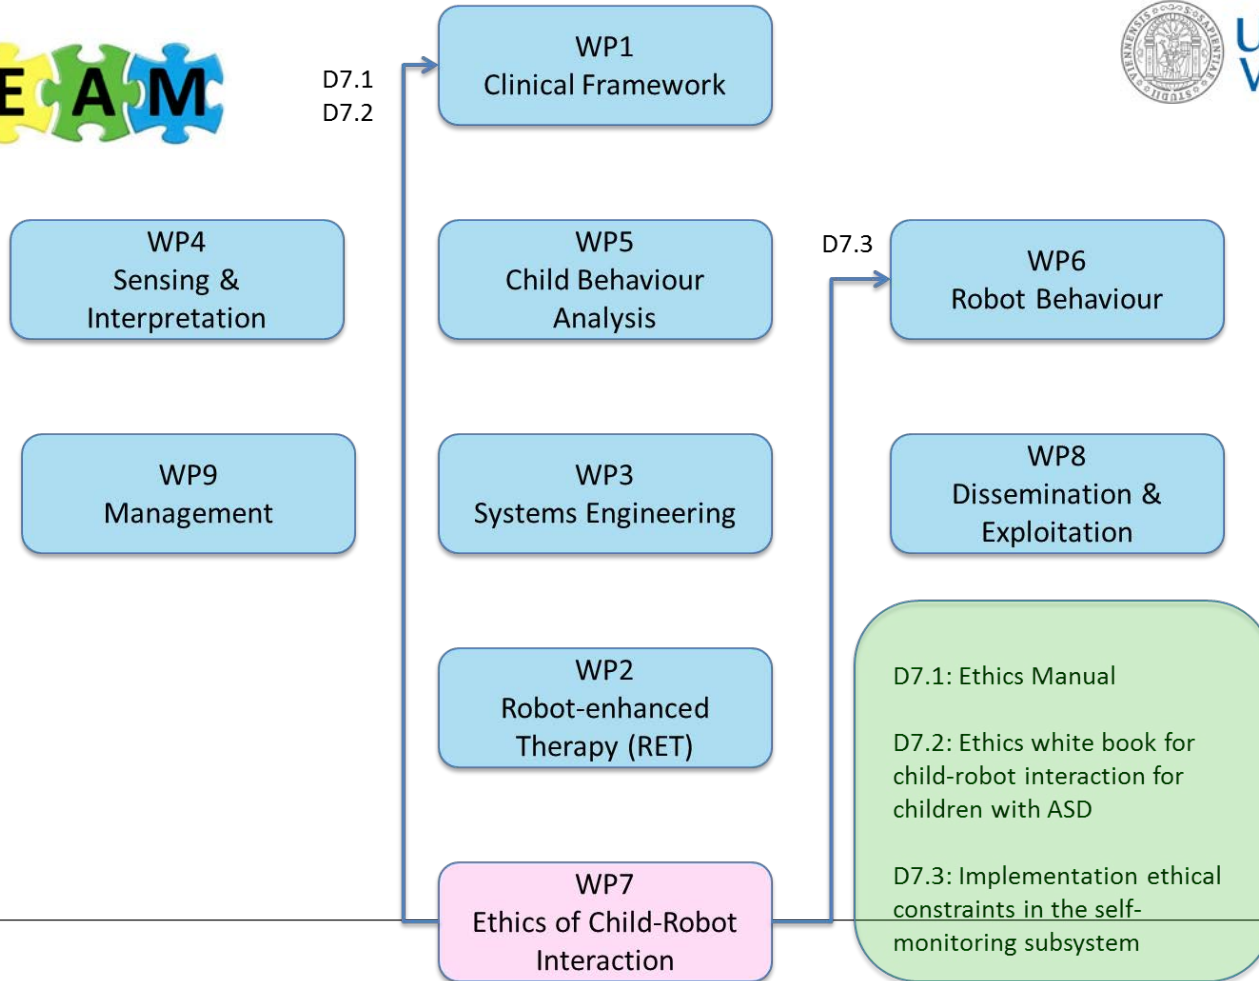 EAM
D7.1
D7.2
WP1
Clinical Framework
WP4
Sensing &
Interpretation
WP5
Child Behaviour
Analysis
D7.3
WP6
Robot Behaviour
WP9
Management
WP3
Systems Engineering
WP8
Dissemination &
Exploitation
WP2
Robot-enhanced
Therapy (RET)
WP7
Ethics of Child-Robot
Interaction
D7.1: Ethics Manual
D7.2: Ethics white book for
child-robot interaction for
children with ASD
D7.3: Implementation ethical
constraints in the self-
monitoring subsystem